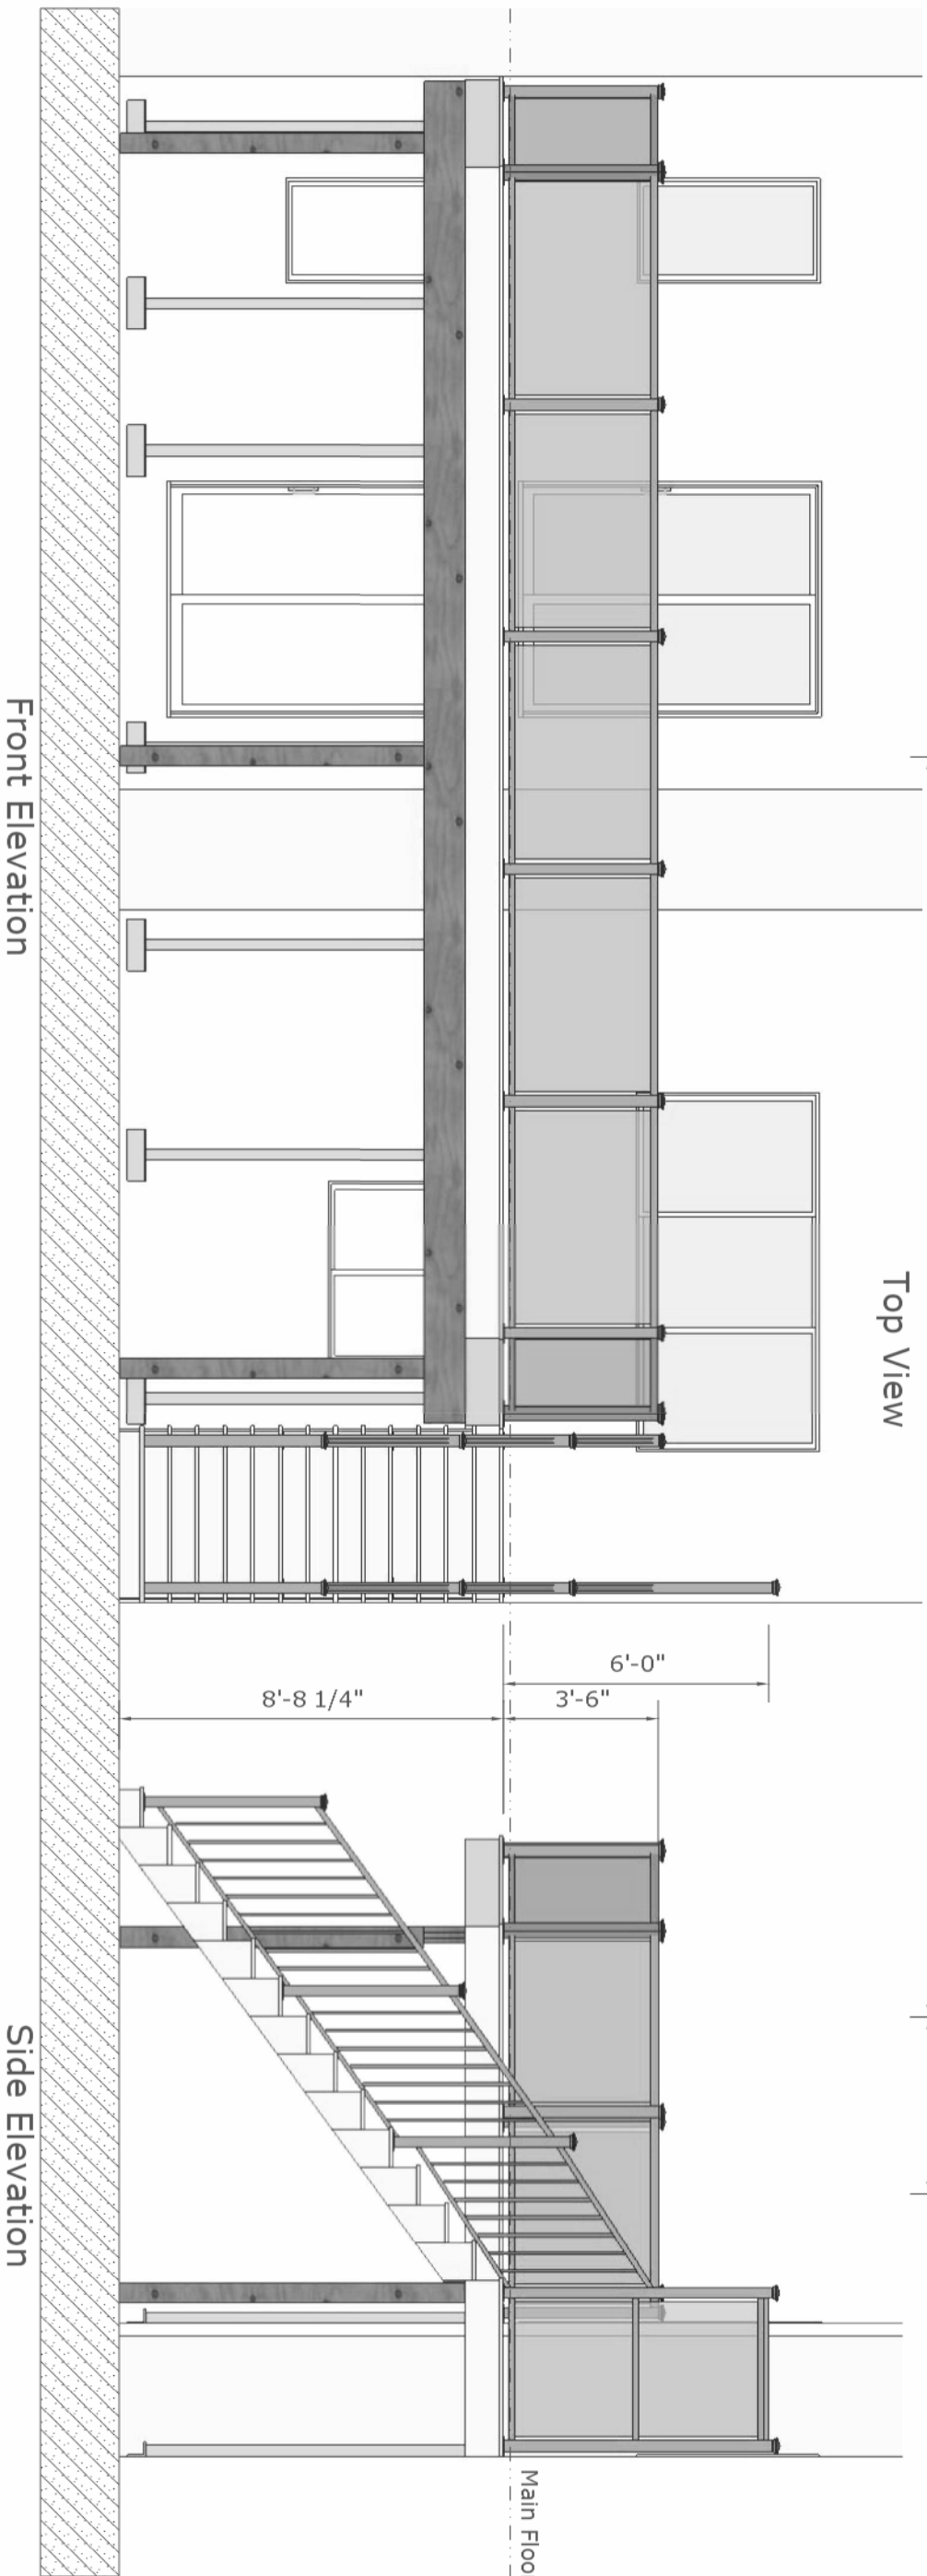 Top View
6'-0"
3'-6"
8'-8 1/4"
Main Floo
Front Elevation
Side Elevation